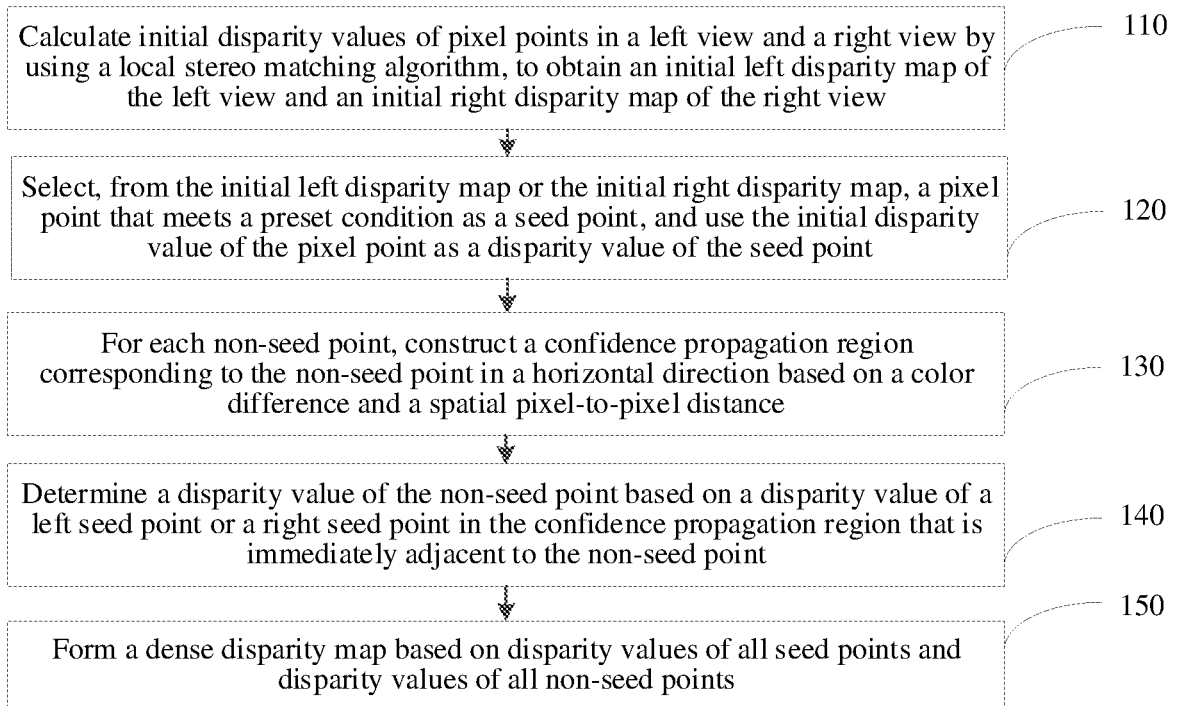 Calculate initial disparity values of pixel points in a left view and a right view by
using a local stereo matching algorithm, to obtain an initial left disparity map of
the left view and an initial right disparity map of the right view
110
Select, from the initial left disparity map or the initial right disparity map, a pixel
point that meets a preset condition as a seed point, and use the initial disparity
value of the pixel point as a disparity value of the seed point
120
For each non-seed point, construct a confidence propagation region
corresponding to the non-seed point in a horizontal direction based on a color
difference and a spatial pixel-to-pixel distance
130
Determine a disparity value of the non-seed point based on a disparity value of a
left seed point or a right seed point in the confidence propagation region that is
immediately adjacent to the non-seed point
140
Form a dense disparity map based on disparity values of all seed points and
disparity values of all non-seed points
150